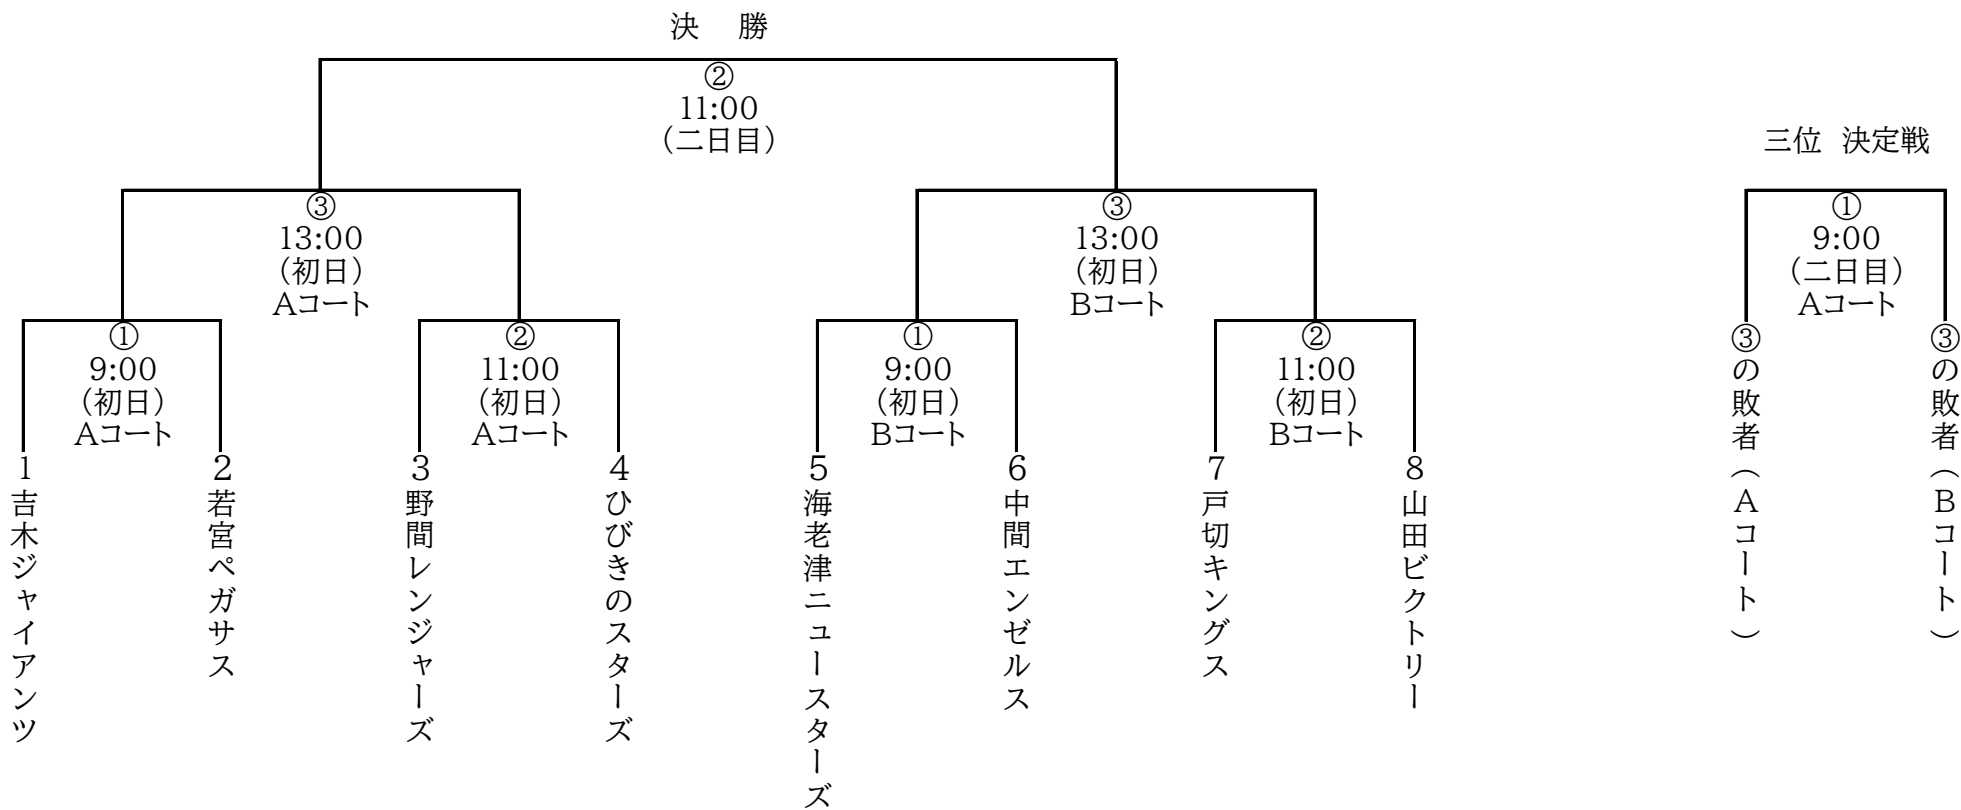 決　勝
②
11:00
（二日目）
三位 決定戦
③
13:00
（初日）
Aコート
③
13:00
（初日）
Bコート
①
9:00
（二日目）
Aコート
①
9:00
（初日）
Aコート
②
11:00
（初日）
Aコート
①
9:00
（初日）
Bコート
②
11:00
（初日）
Bコート
③の敗者（Aコート）
③の敗者（Bコート）
1吉木ジャイアンツ
2若宮ペガサス
3野間レンジャーズ
4ひびきのスターズ
5海老津ニュースターズ
6中間エンゼルス
7戸切キングス
8山田ビクトリー